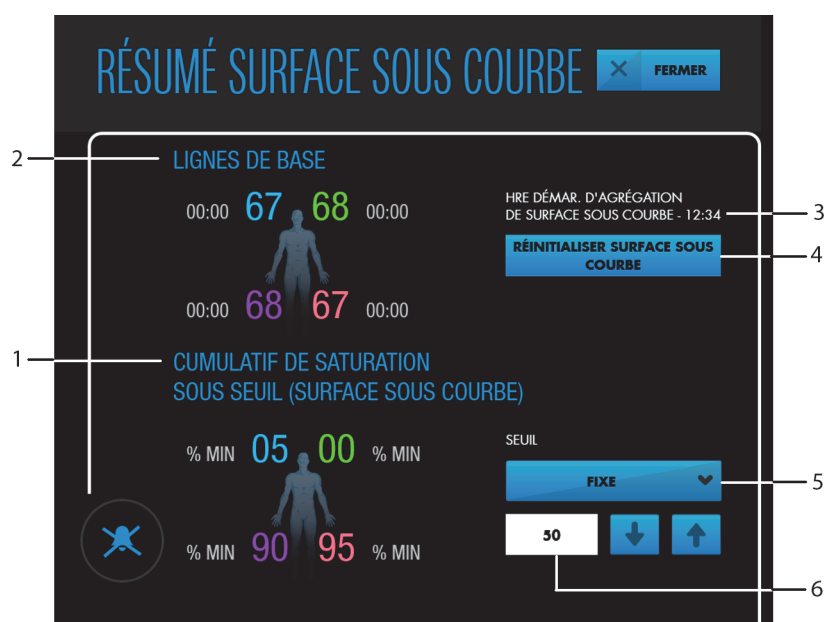 RÉSUMÉ SURFACE SOUS COURBE
FERMER
2
LIGNES DE BASE
00:00 67 68 00:00
00:00 68 67 00:00
HRE DÉMAR. D'AGRÉGATION
DE SURFACE SOUS COURBE - 12:34
3
RÉINITIALISER SURFACE SOUS
COURBE
4
1
CUMULATIF DE SATURATION
SOUS SEUIL (SURFACE SOUS COURBE)
% MIN 05 00 % MIN
% MIN 90 95 % MIN
SEUIL
FIXE
5
50
6